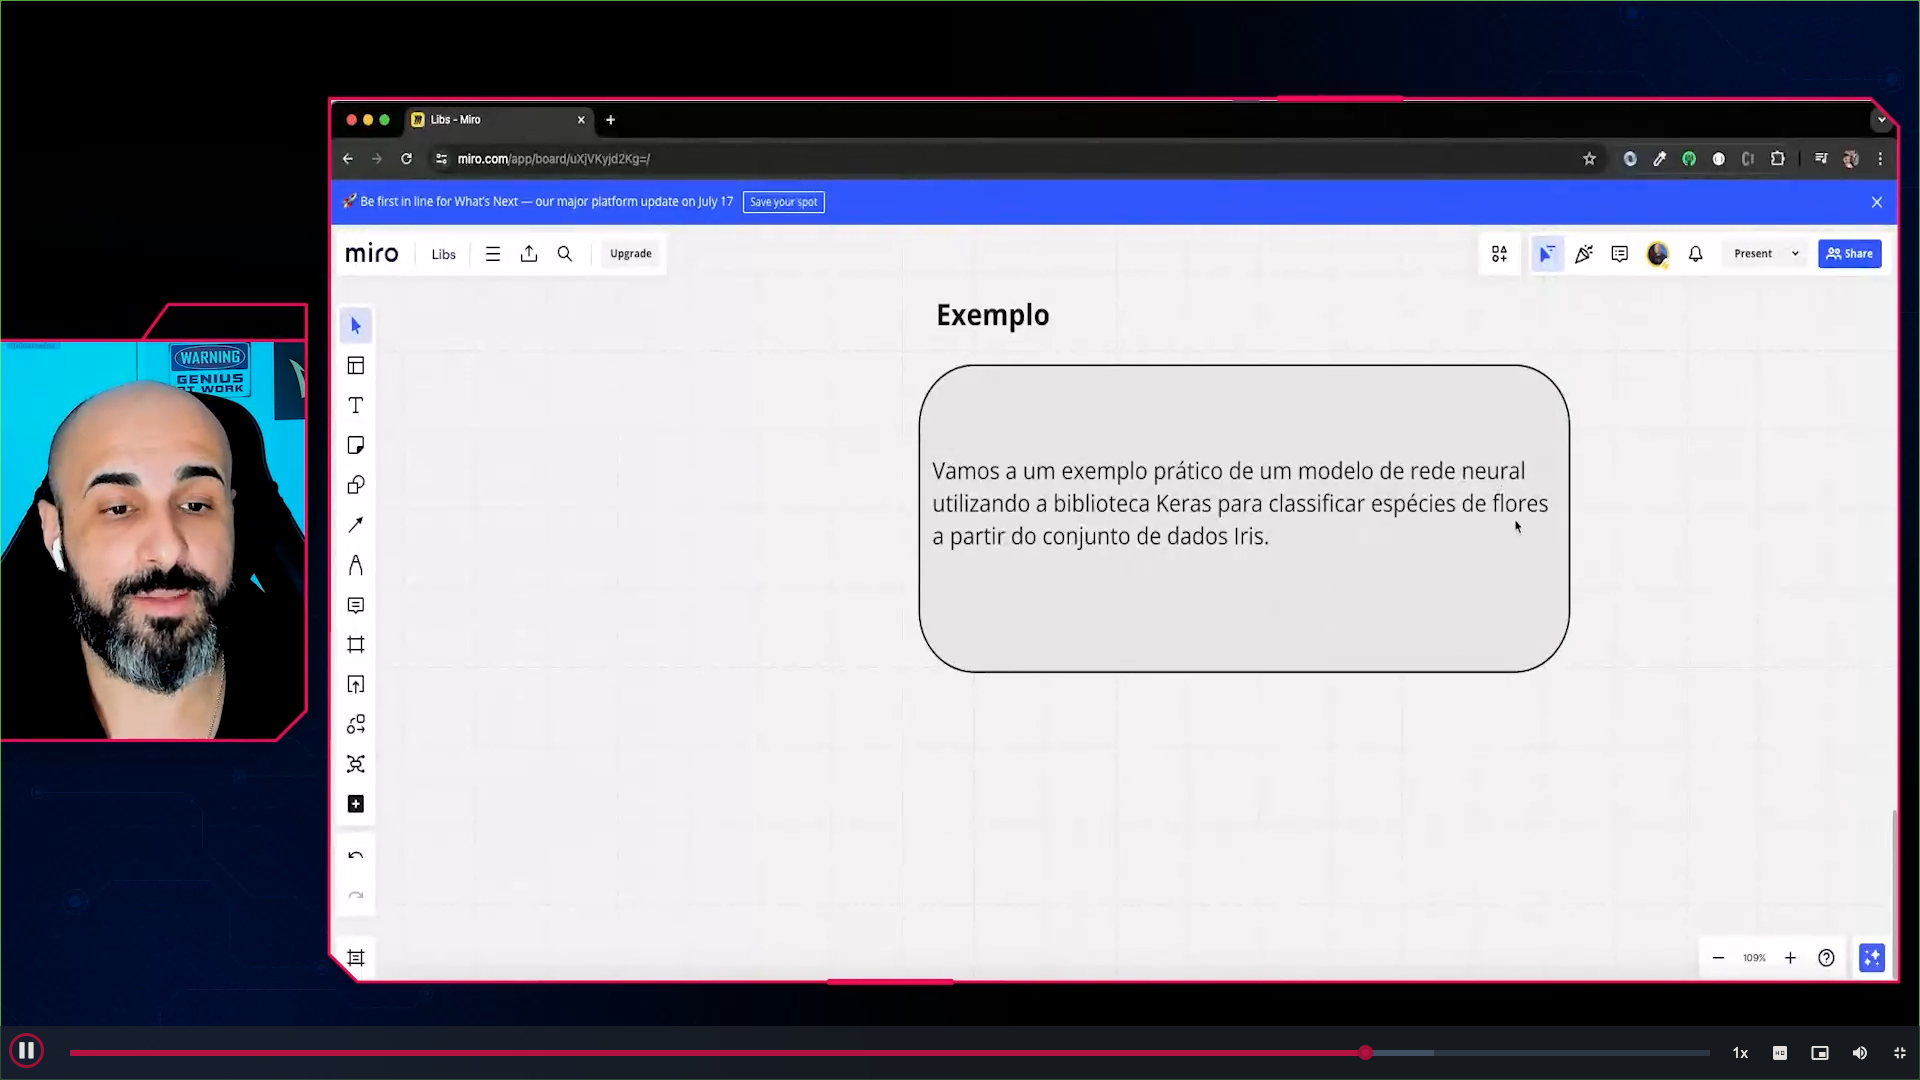 Libs - Miro
miro.com/app/board/uXjVKyjd2Kg=/
🚀 Be first in line for What's Next — our major platform update on July 17
Save your spot
miro
Libs
Upgrade
Present
Share
WARNING
GENIUS
AT WORK
Exemplo
Vamos a um exemplo prático de um modelo de rede neural
utilizando a biblioteca Keras para classificar espécies de flores
a partir do conjunto de dados Iris.
109%
1x